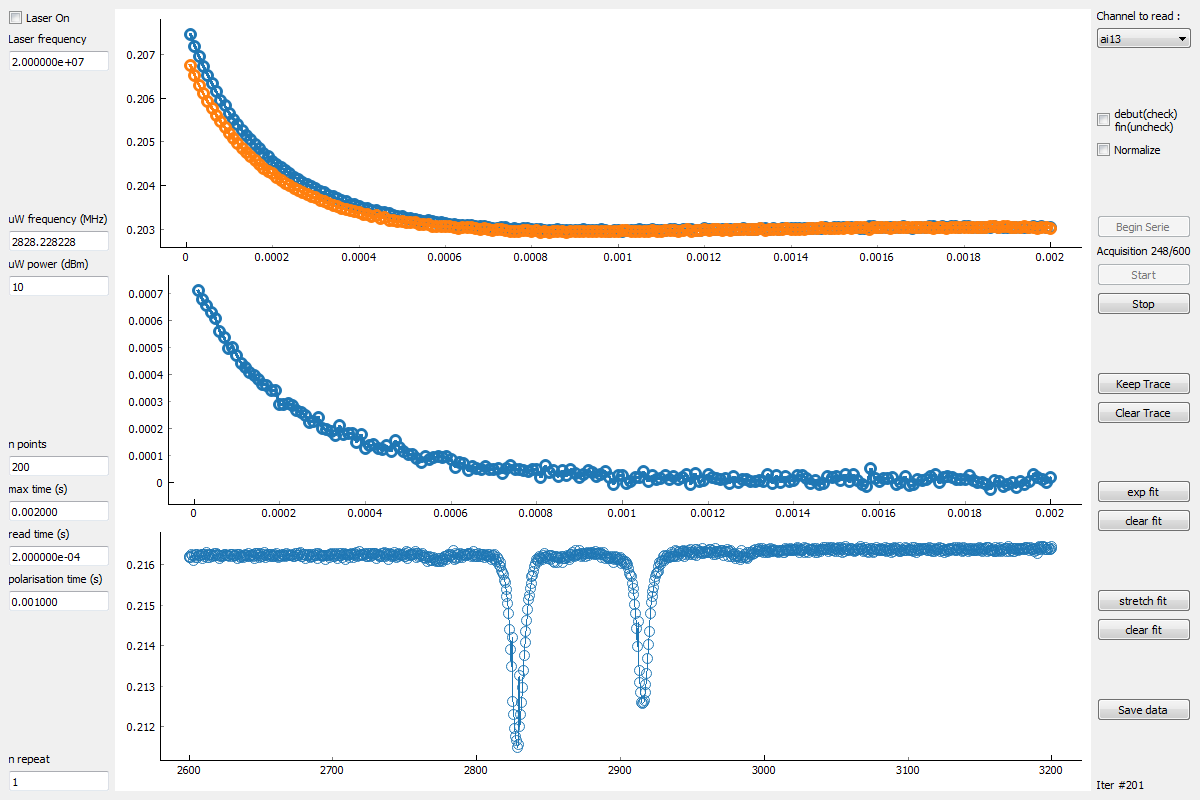 Laser On
Laser frequency
2.000000e+07
uW frequency (MHz)
2828.228228
uW power (dBm)
10
n points
200
max time (s)
0.002000
read time (s)
2.000000e-04
polarisation time (s)
0.001000
n repeat
1
0.207
0.206
0.205
0.204
0.203
0 0.0002 0.0004 0.0006 0.0008 0.001 0.0012 0.0014 0.0016 0.0018 0.002
0.0007
0.0006
0.0005
0.0004
0.0003
0.0002
0.0001
0
0 0.0002 0.0004 0.0006 0.0008 0.001 0.0012 0.0014 0.0016 0.0018 0.002
0.216
0.215
0.214
0.213
0.212
2600 2700 2800 2900 3000 3100 3200
Channel to read :
ai13
debut(check)
fin(uncheck)
Normalize
Begin Serie
Acquisition 248/600
Start
Stop
Keep Trace
Clear Trace
exp fit
clear fit
stretch fit
clear fit
Save data
Iter #201